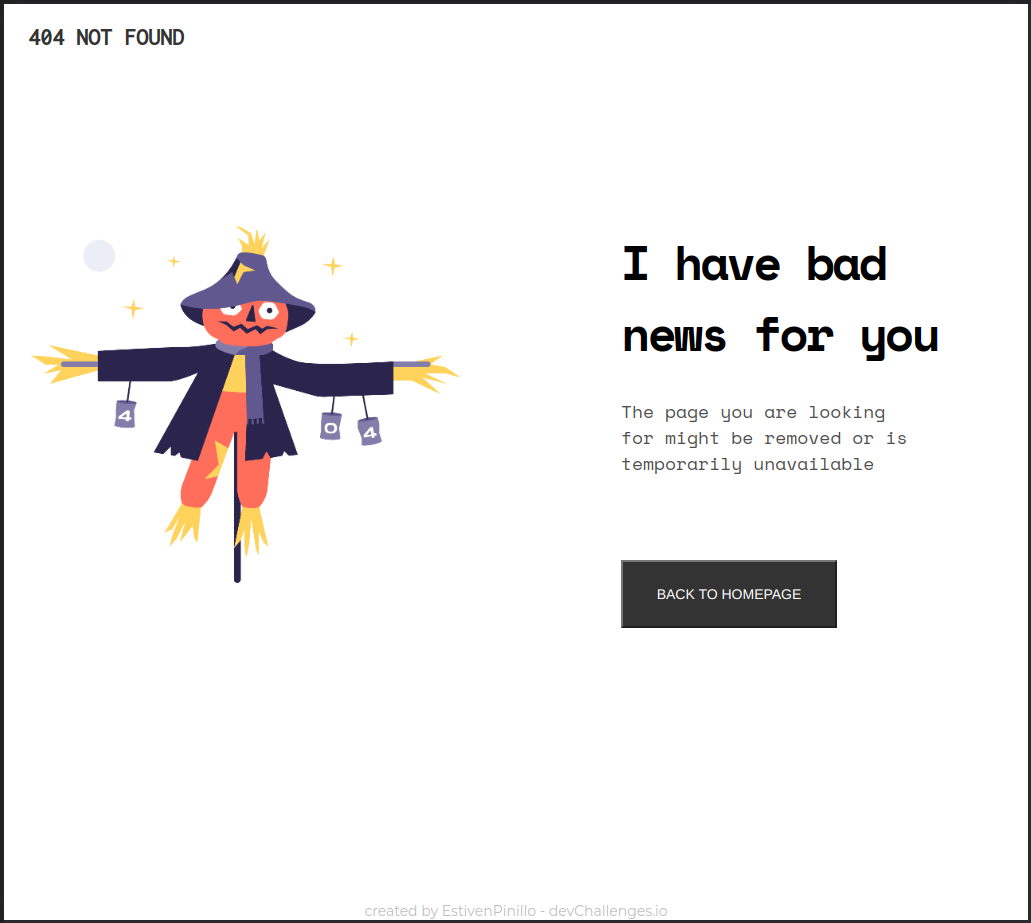 404 NOT FOUND
I have bad
news for you
The page you are looking
for might be removed or is
temporarily unavailable
4
0
4
BACK TO HOMEPAGE
created by EstivenPinillo - devChallenges.io